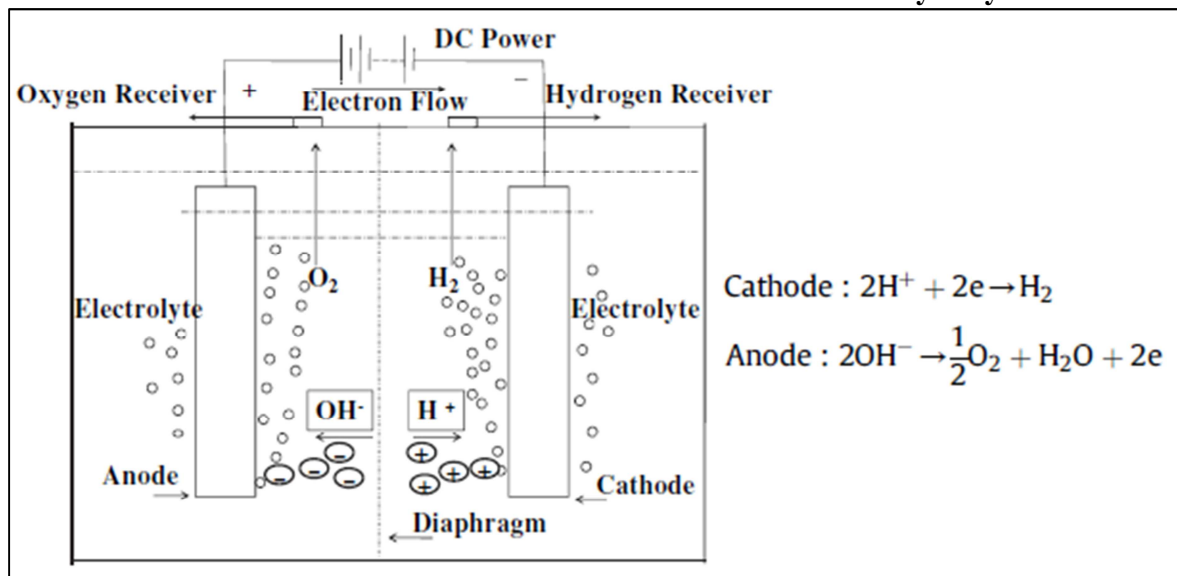 DC Power
Oxygen Receiver + Electron Flow − Hydrogen Receiver
O₂ H₂
Electrolyte Electrolyte
Cathode : 2H⁺ + 2e→H₂
Anode : 2OH⁻ →1/2O₂ + H₂O + 2e
OH⁻ H⁺
Anode Cathode
Diaphragm